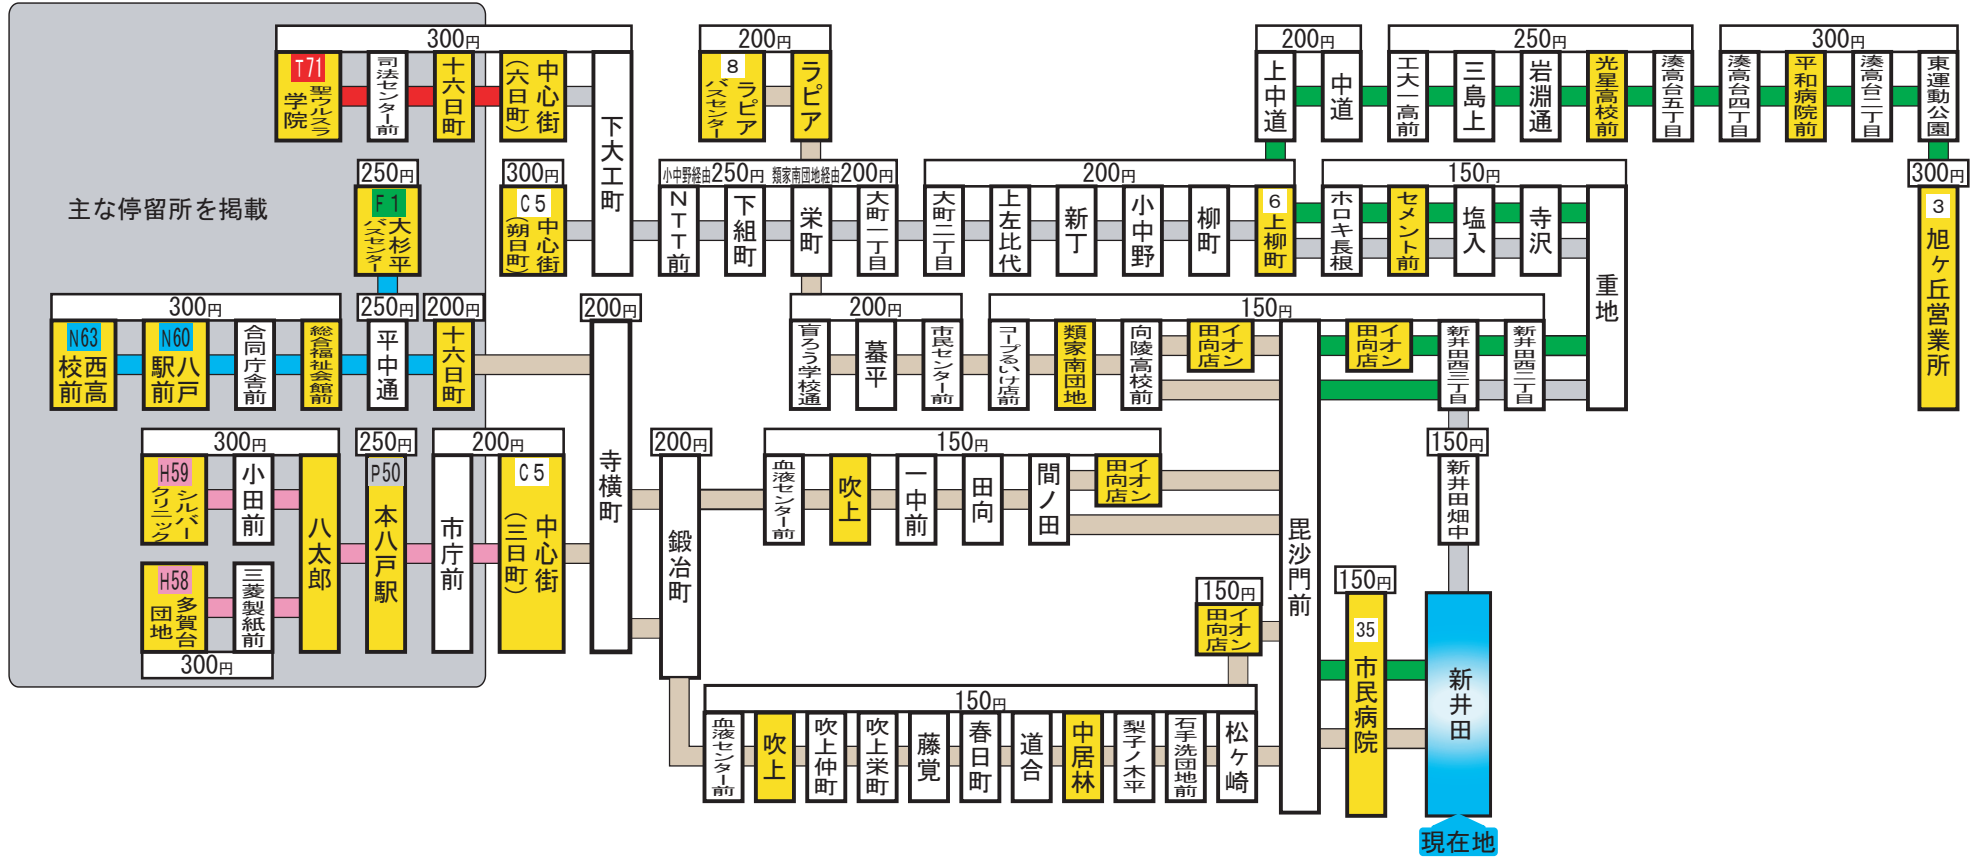 主な停留所を掲載
300円
T71
聖ウルスラ
学院
司法センター前
十六日町
中心街
(六日町)
下大工町
200円
8
ラピア
バスセンター
ラピア
200円
上中道
中道
250円
工大一高前
三島上
岩淵通
光星高校前
湊高台五丁目
300円
湊高台四丁目
平和病院前
湊高台二丁目
東運動公園
250円
F1
大杉平
バスセンター
300円
C5
中心街
(朔日町)
小中野経由250円 類家南団地経由200円
NTT前
下組町
栄町
大町一丁目
200円
大町二丁目
上左比代
新丁
小中野
柳町
6
上柳町
150円
ホロキ長根
セメント前
塩入
寺沢
重地
300円
3
旭ヶ丘営業所
300円
N63
西高
校前
N60
八戸
駅前
合同庁舎前
総合福祉会館前
250円
平中通
200円
十六日町
200円
寺横町
200円
盲ろう学校通
蟇平
市民センター前
150円
コープるいけ店前
類家南団地
向陵高校前
イオン
田向店
毘沙門前
イオン
田向店
新井田西三丁目
新井田西二丁目
300円
H59
シルバー
クリニック
小田前
八太郎
250円
P50
本八戸駅
200円
市庁前
C5
中心街
(三日町)
200円
鍛冶町
150円
血液センター前
吹上
一中前
田向
間ノ田
イオン
田向店
150円
新井田畑中
H58
多賀台
団地
三菱製紙前
300円
150円
イオン
田向店
150円
35
市民病院
新井田
150円
血液センター前
吹上
吹上仲町
吹上栄町
藤覚
春日町
道合
中居林
梨子ノ木平
石手洗団地前
松ヶ崎
現在地